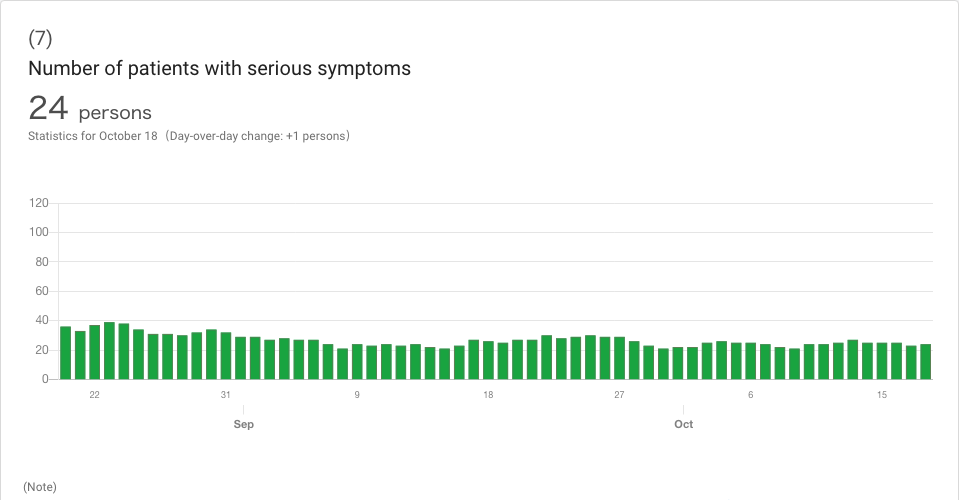 (7)
Number of patients with serious symptoms
24 persons
Statistics for October 18 (Day-over-day change: +1 persons)
120
100
80
60
40
20
0
22 31 9 18 27 6 15
Sep Oct
(Note)